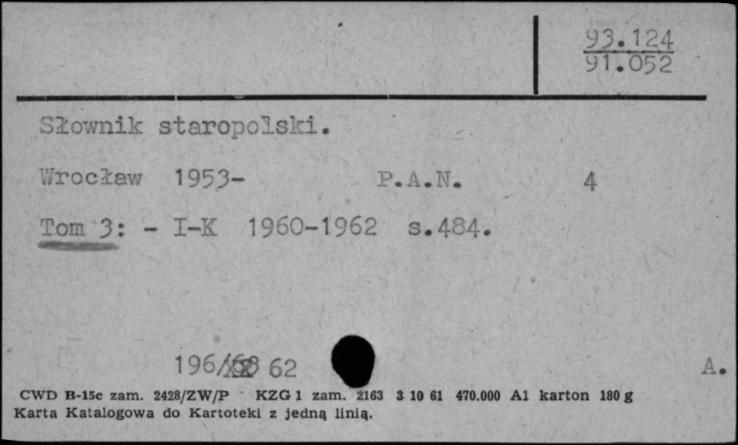 93.124
91.052
Słownik staropolski.
Wrocław 1953- P.A.N. 4
Tom 3: - I-K 1960-1962 s.484.
196/ 62 A.
CWD B-15c zam. 2428/ZW/P KZG 1 zam. 2163 3 10 61 470.000 A1 karton 180 g
Karta Katalogowa do Kartoteki z jedną linią.